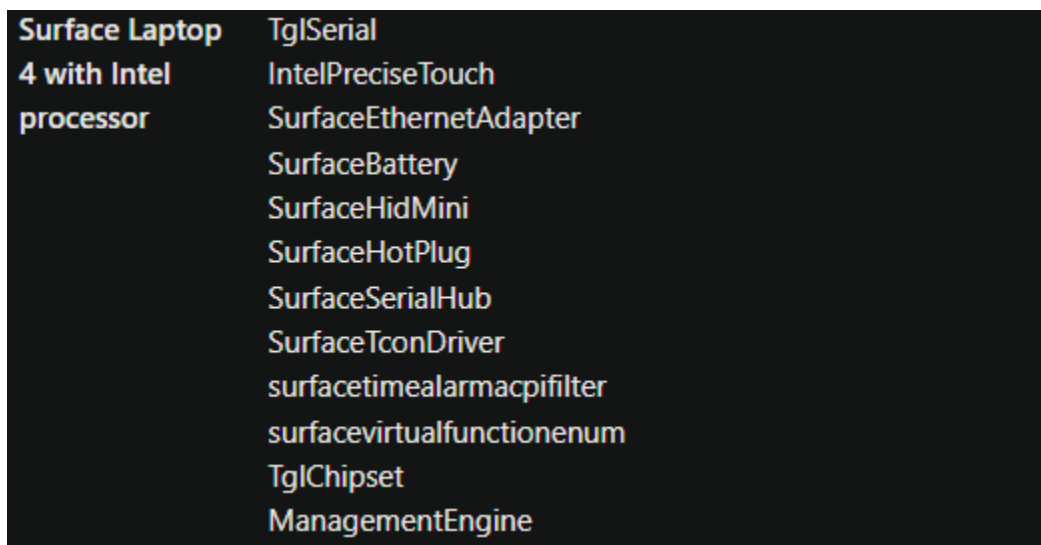 Surface Laptop TglSerial
4 with Intel IntelPreciseTouch
processor SurfaceEthernetAdapter
SurfaceBattery
SurfaceHidMini
SurfaceHotPlug
SurfaceSerialHub
SurfaceTconDriver
surfacetimealarmacpifilter
surfacevirtualfunctionenum
TglChipset
ManagementEngine